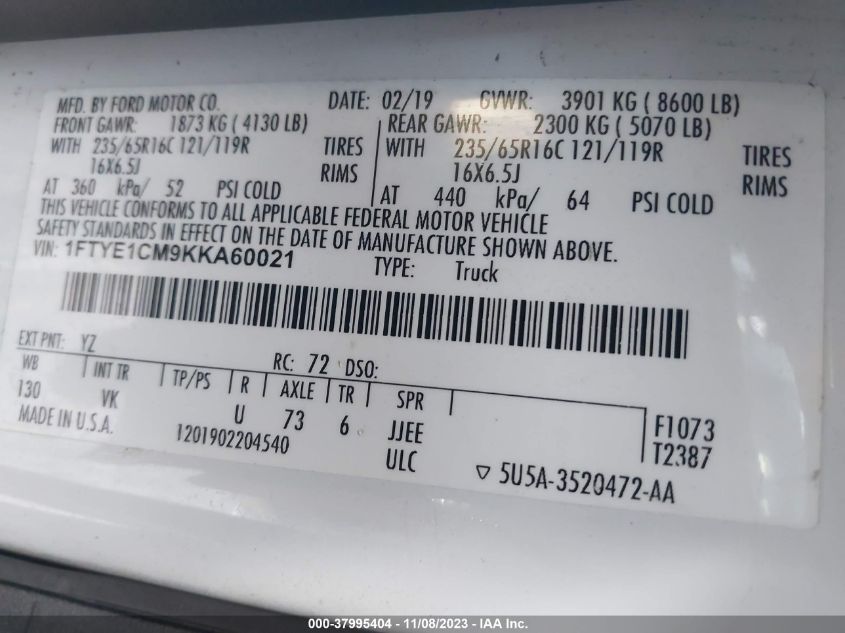 MFD. BY FORD MOTOR CO. DATE: 02/19 GVWR: 3901 KG ( 8600 LB)
FRONT GAWR: 1873 KG ( 4130 LB) REAR GAWR: 2300 KG ( 5070 LB)
WITH 235/65R16C 121/119R TIRES WITH 235/65R16C 121/119R TIRES
16X6.5J RIMS 16X6.5J RIMS
AT 360 kPa/ 52 PSI COLD AT 440 kPa/ 64 PSI COLD
THIS VEHICLE CONFORMS TO ALL APPLICABLE FEDERAL MOTOR VEHICLE
SAFETY STANDARDS IN EFFECT ON THE DATE OF MANUFACTURE SHOWN ABOVE.
VIN: 1FTYE1CM9KKA60021 TYPE: Truck
EXT PNT: YZ RC: 72 DSO:
WB INT TR TP/PS R AXLE TR SPR
130 VK U 73 6 JJEE F1073
MADE IN U.S.A. 1201902204540 ULC T2387
5U5A-3520472-AA
000-37995404 - 11/08/2023 - IAA Inc.